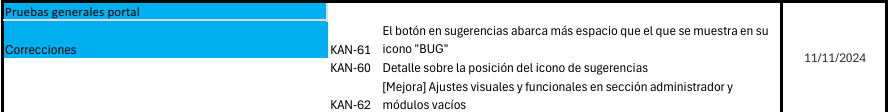 Pruebas generales portal
El botón en sugerencias abarca más espacio que el que se muestra en su
Correcciones KAN-61 icono "BUG"
11/11/2024
KAN-60 Detalle sobre la posición del icono de sugerencias
[Mejora] Ajustes visuales y funcionales en sección administrador y
KAN-62 módulos vacíos